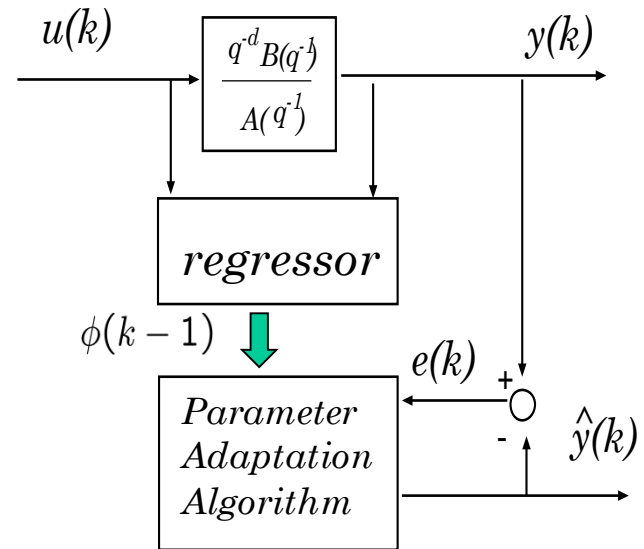 u(k)
q^{-d} B(q^{-1})
A(q^{-1})
y(k)
regressor
ϕ(k − 1)
e(k)
+
-
ŷ(k)
Parameter
Adaptation
Algorithm